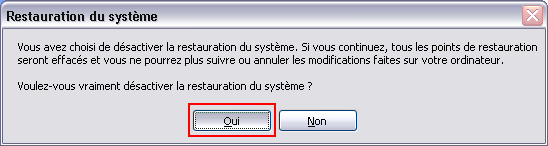 Restauration du système
Vous avez choisi de désactiver la restauration du système. Si vous continuez, tous les points de restauration
seront effacés et vous ne pourrez plus suivre ou annuler les modifications faites sur votre ordinateur.
Voulez-vous vraiment désactiver la restauration du système ?
Oui
Non